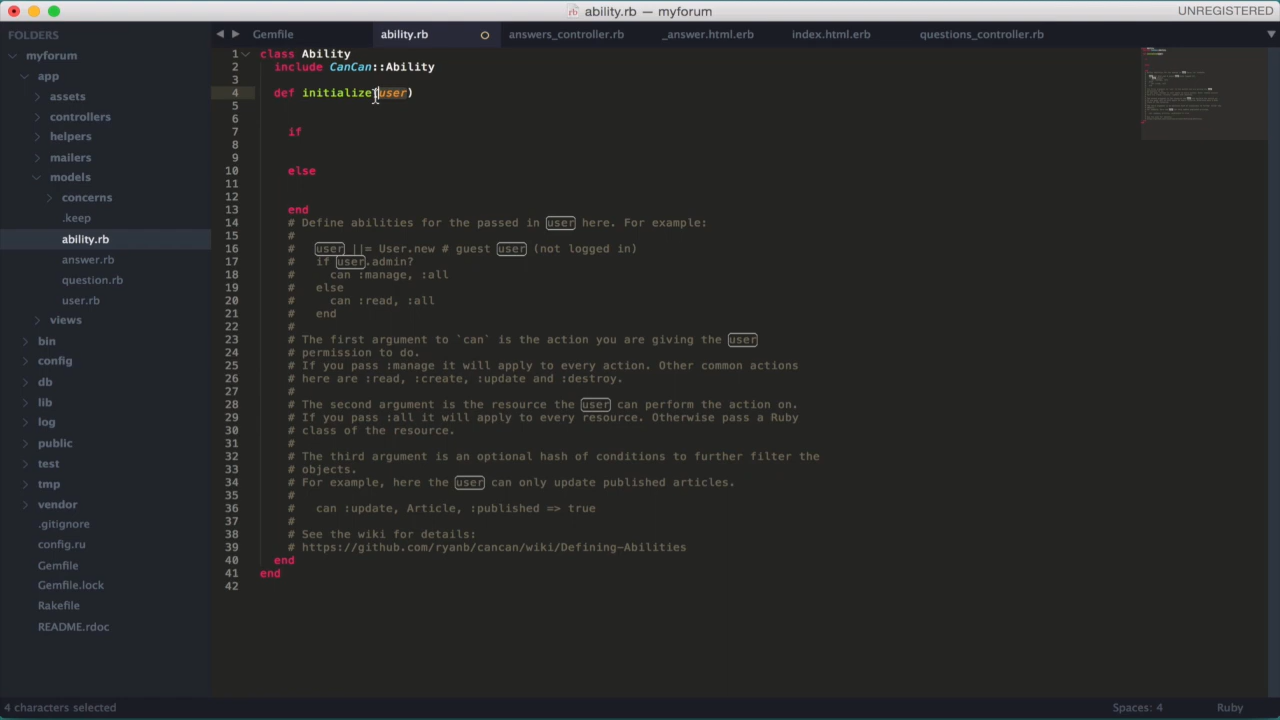 ability.rb — myforum
UNREGISTERED
FOLDERS
myforum
app
assets
controllers
helpers
mailers
models
concerns
.keep
ability.rb
answer.rb
question.rb
user.rb
views
bin
config
db
lib
log
public
test
tmp
vendor
.gitignore
config.ru
Gemfile
Gemfile.lock
Rakefile
README.rdoc
Gemfile
ability.rb
answers_controller.rb
_answer.html.erb
index.html.erb
questions_controller.rb
1 class Ability
2 include CanCan::Ability
3
4 def initialize(user)
5
6
7 if
8
9
10 else
11
12
13 end
14 # Define abilities for the passed in user here. For example:
15 #
16 # user ||= User.new # guest user (not logged in)
17 # if user.admin?
18 # can :manage, :all
19 # else
20 # can :read, :all
21 # end
22 #
23 # The first argument to `can` is the action you are giving the user
24 # permission to do.
25 # If you pass :manage it will apply to every action. Other common actions
26 # here are :read, :create, :update and :destroy.
27 #
28 # The second argument is the resource the user can perform the action on.
29 # If you pass :all it will apply to every resource. Otherwise pass a Ruby
30 # class of the resource.
31 #
32 # The third argument is an optional hash of conditions to further filter the
33 # objects.
34 # For example, here the user can only update published articles.
35 #
36 # can :update, Article, :published => true
37 #
38 # See the wiki for details:
39 # https://github.com/ryanb/cancan/wiki/Defining-Abilities
40 end
41 end
42
4 characters selected
Spaces: 4
Ruby